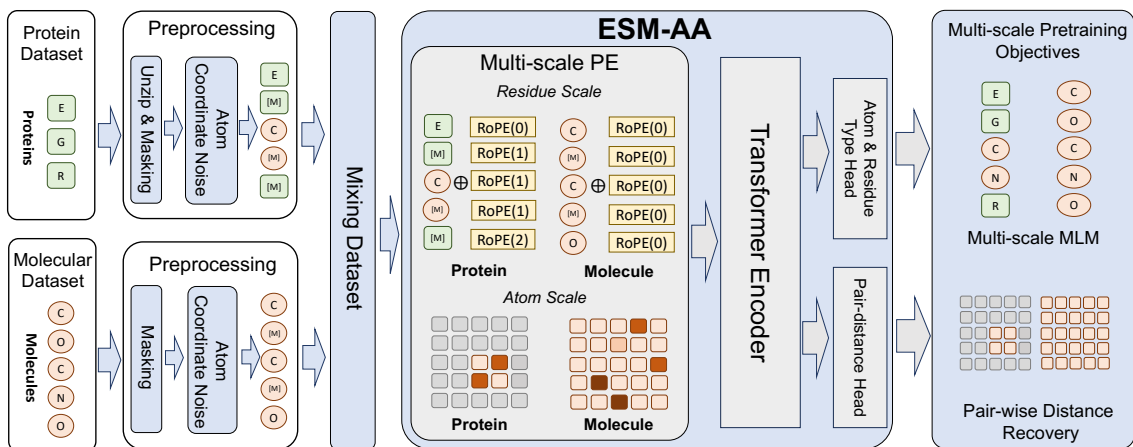 Protein
Dataset
E
G
R
Proteins
Preprocessing
Unzip & Masking
Atom
Coordinate Noise
E
[M]
C
[M]
[M]
Molecular
Dataset
C
O
C
N
O
Molecules
Preprocessing
Masking
Atom
Coordinate Noise
C
[M]
C
[M]
O
Mixing Dataset
ESM-AA
Multi-scale PE
Residue Scale
E RoPE(0) C RoPE(0)
[M] RoPE(1) [M] RoPE(0)
C ⊕ RoPE(1) C ⊕ RoPE(0)
[M] RoPE(1) [M] RoPE(0)
[M] RoPE(2) O RoPE(0)
Protein Molecule
Atom Scale
Protein Molecule
Transformer Encoder
Atom & Residue
Type Head
Pair-distance Head
Multi-scale Pretraining
Objectives
E C
G O
C C
N N
R O
Multi-scale MLM
Pair-wise Distance
Recovery